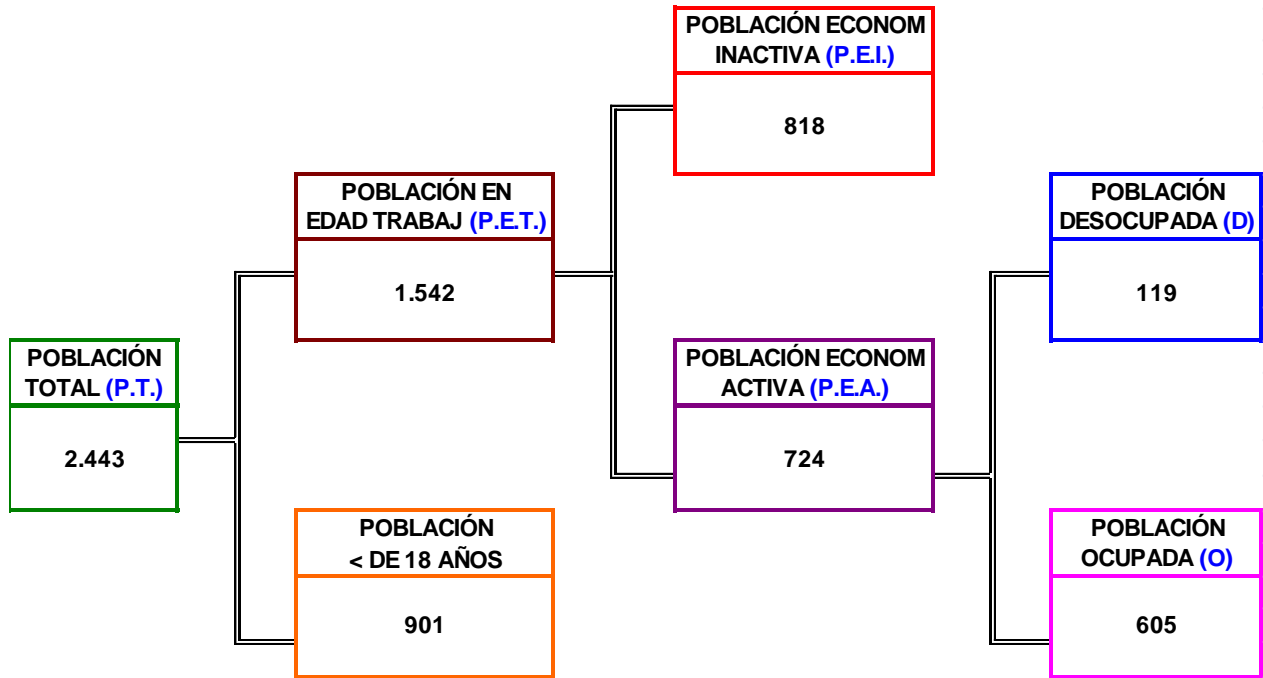 POBLACIÓN ECONOM
INACTIVA (P.E.I.)
818
POBLACIÓN EN
EDAD TRABAJ (P.E.T.)
1.542
POBLACIÓN
DESOCUPADA (D)
119
POBLACIÓN
TOTAL (P.T.)
2.443
POBLACIÓN ECONOM
ACTIVA (P.E.A.)
724
POBLACIÓN
< DE 18 AÑOS
901
POBLACIÓN
OCUPADA (O)
605